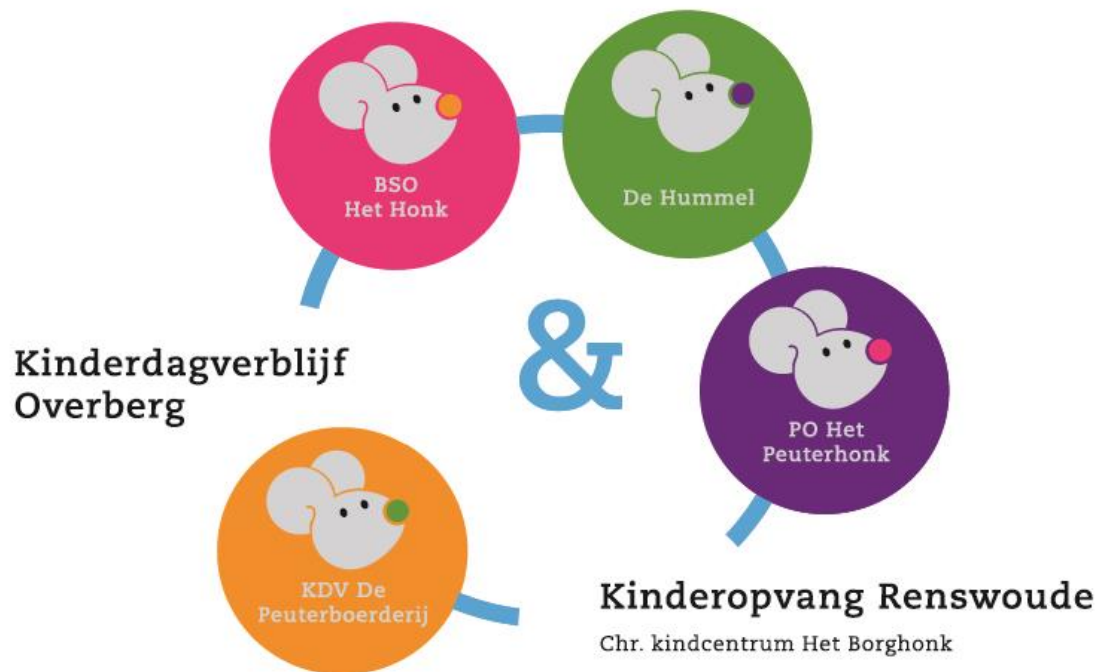 BSO
Het Honk
De Hummel
&
Kinderdagverblijf
Overberg
PO Het
Peuterhonk
KDV De
Peuterboerderij
Kinderopvang Renswoude
Chr. kindcentrum Het Borghonk